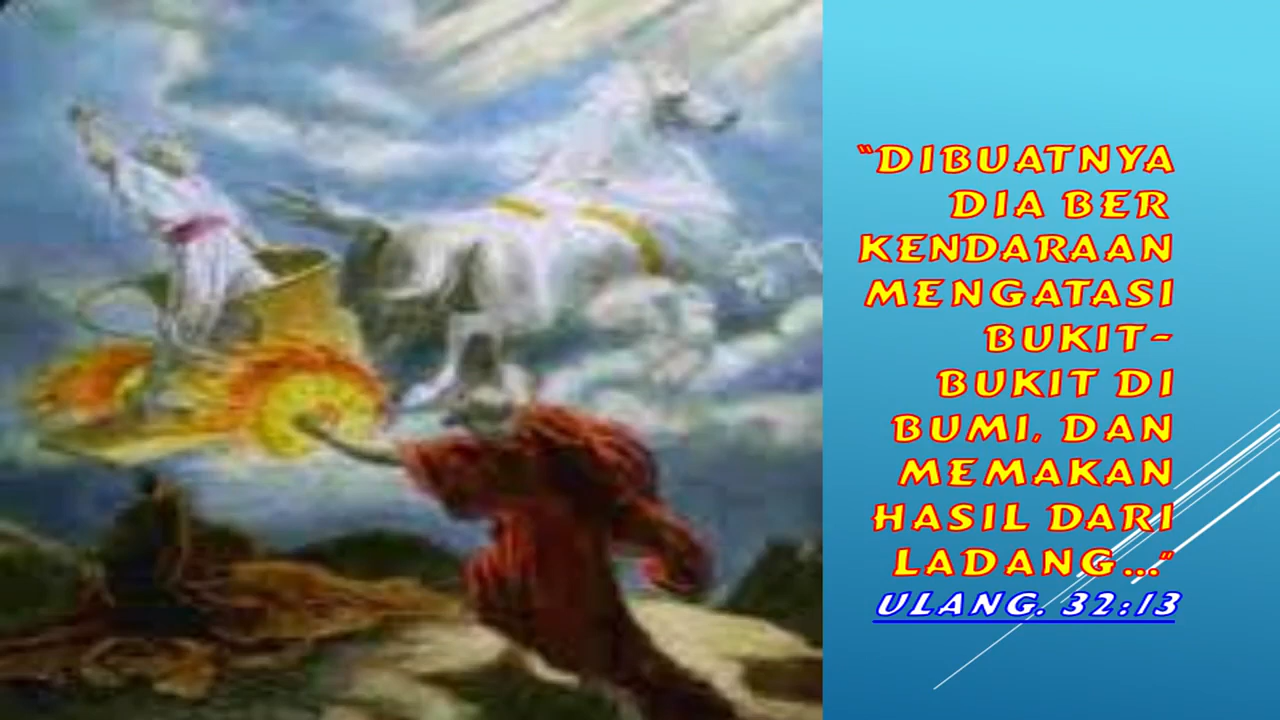 “DIBUATNYA
DIA BER
KENDARAAN
MENGATASI
BUKIT-
BUKIT DI
BUMI, DAN
MEMAKAN
HASIL DARI
LADANG...”
ULANG. 32:13